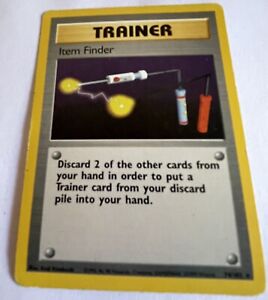 TRAINER
Item Finder
Discard 2 of the other cards from
your hand in order to put a
Trainer card from your discard
pile into your hand.